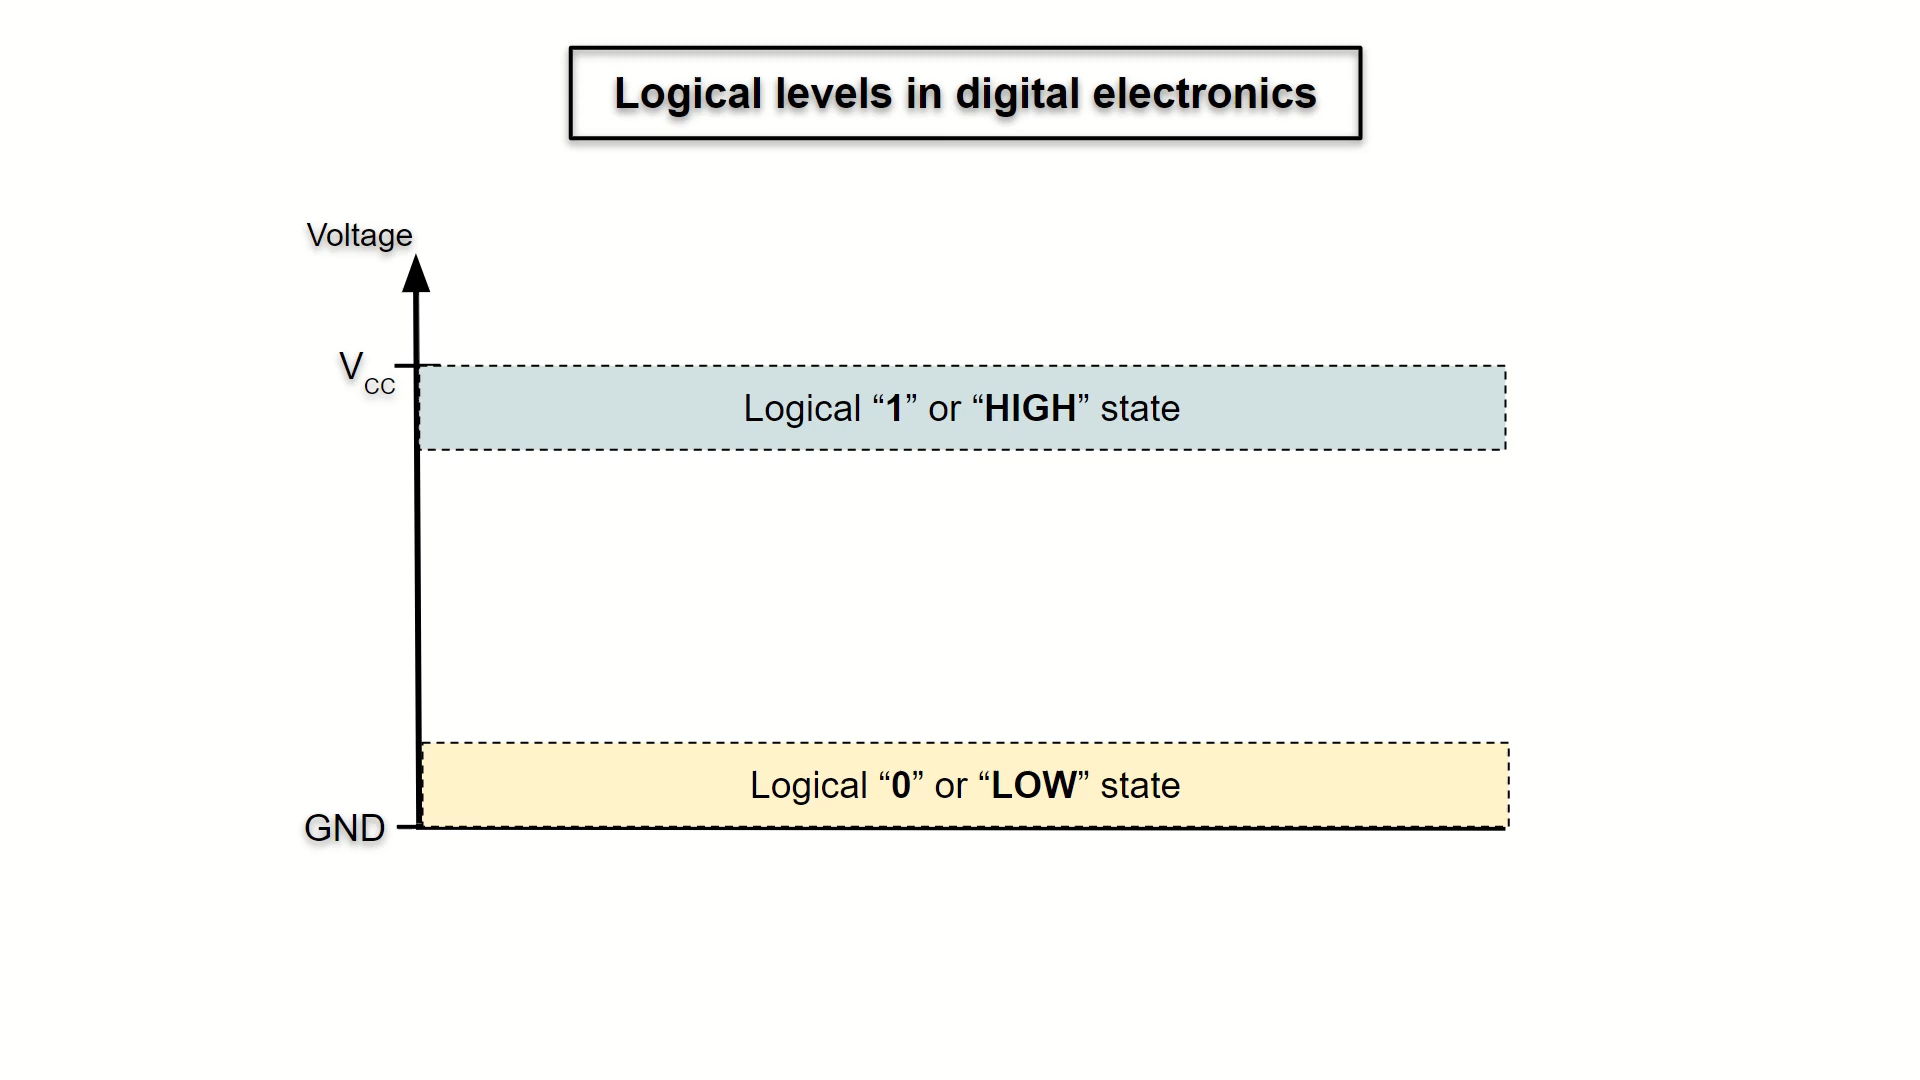 Logical levels in digital electronics
Voltage
VCC
Logical “1” or “HIGH” state
Logical “0” or “LOW” state
GND